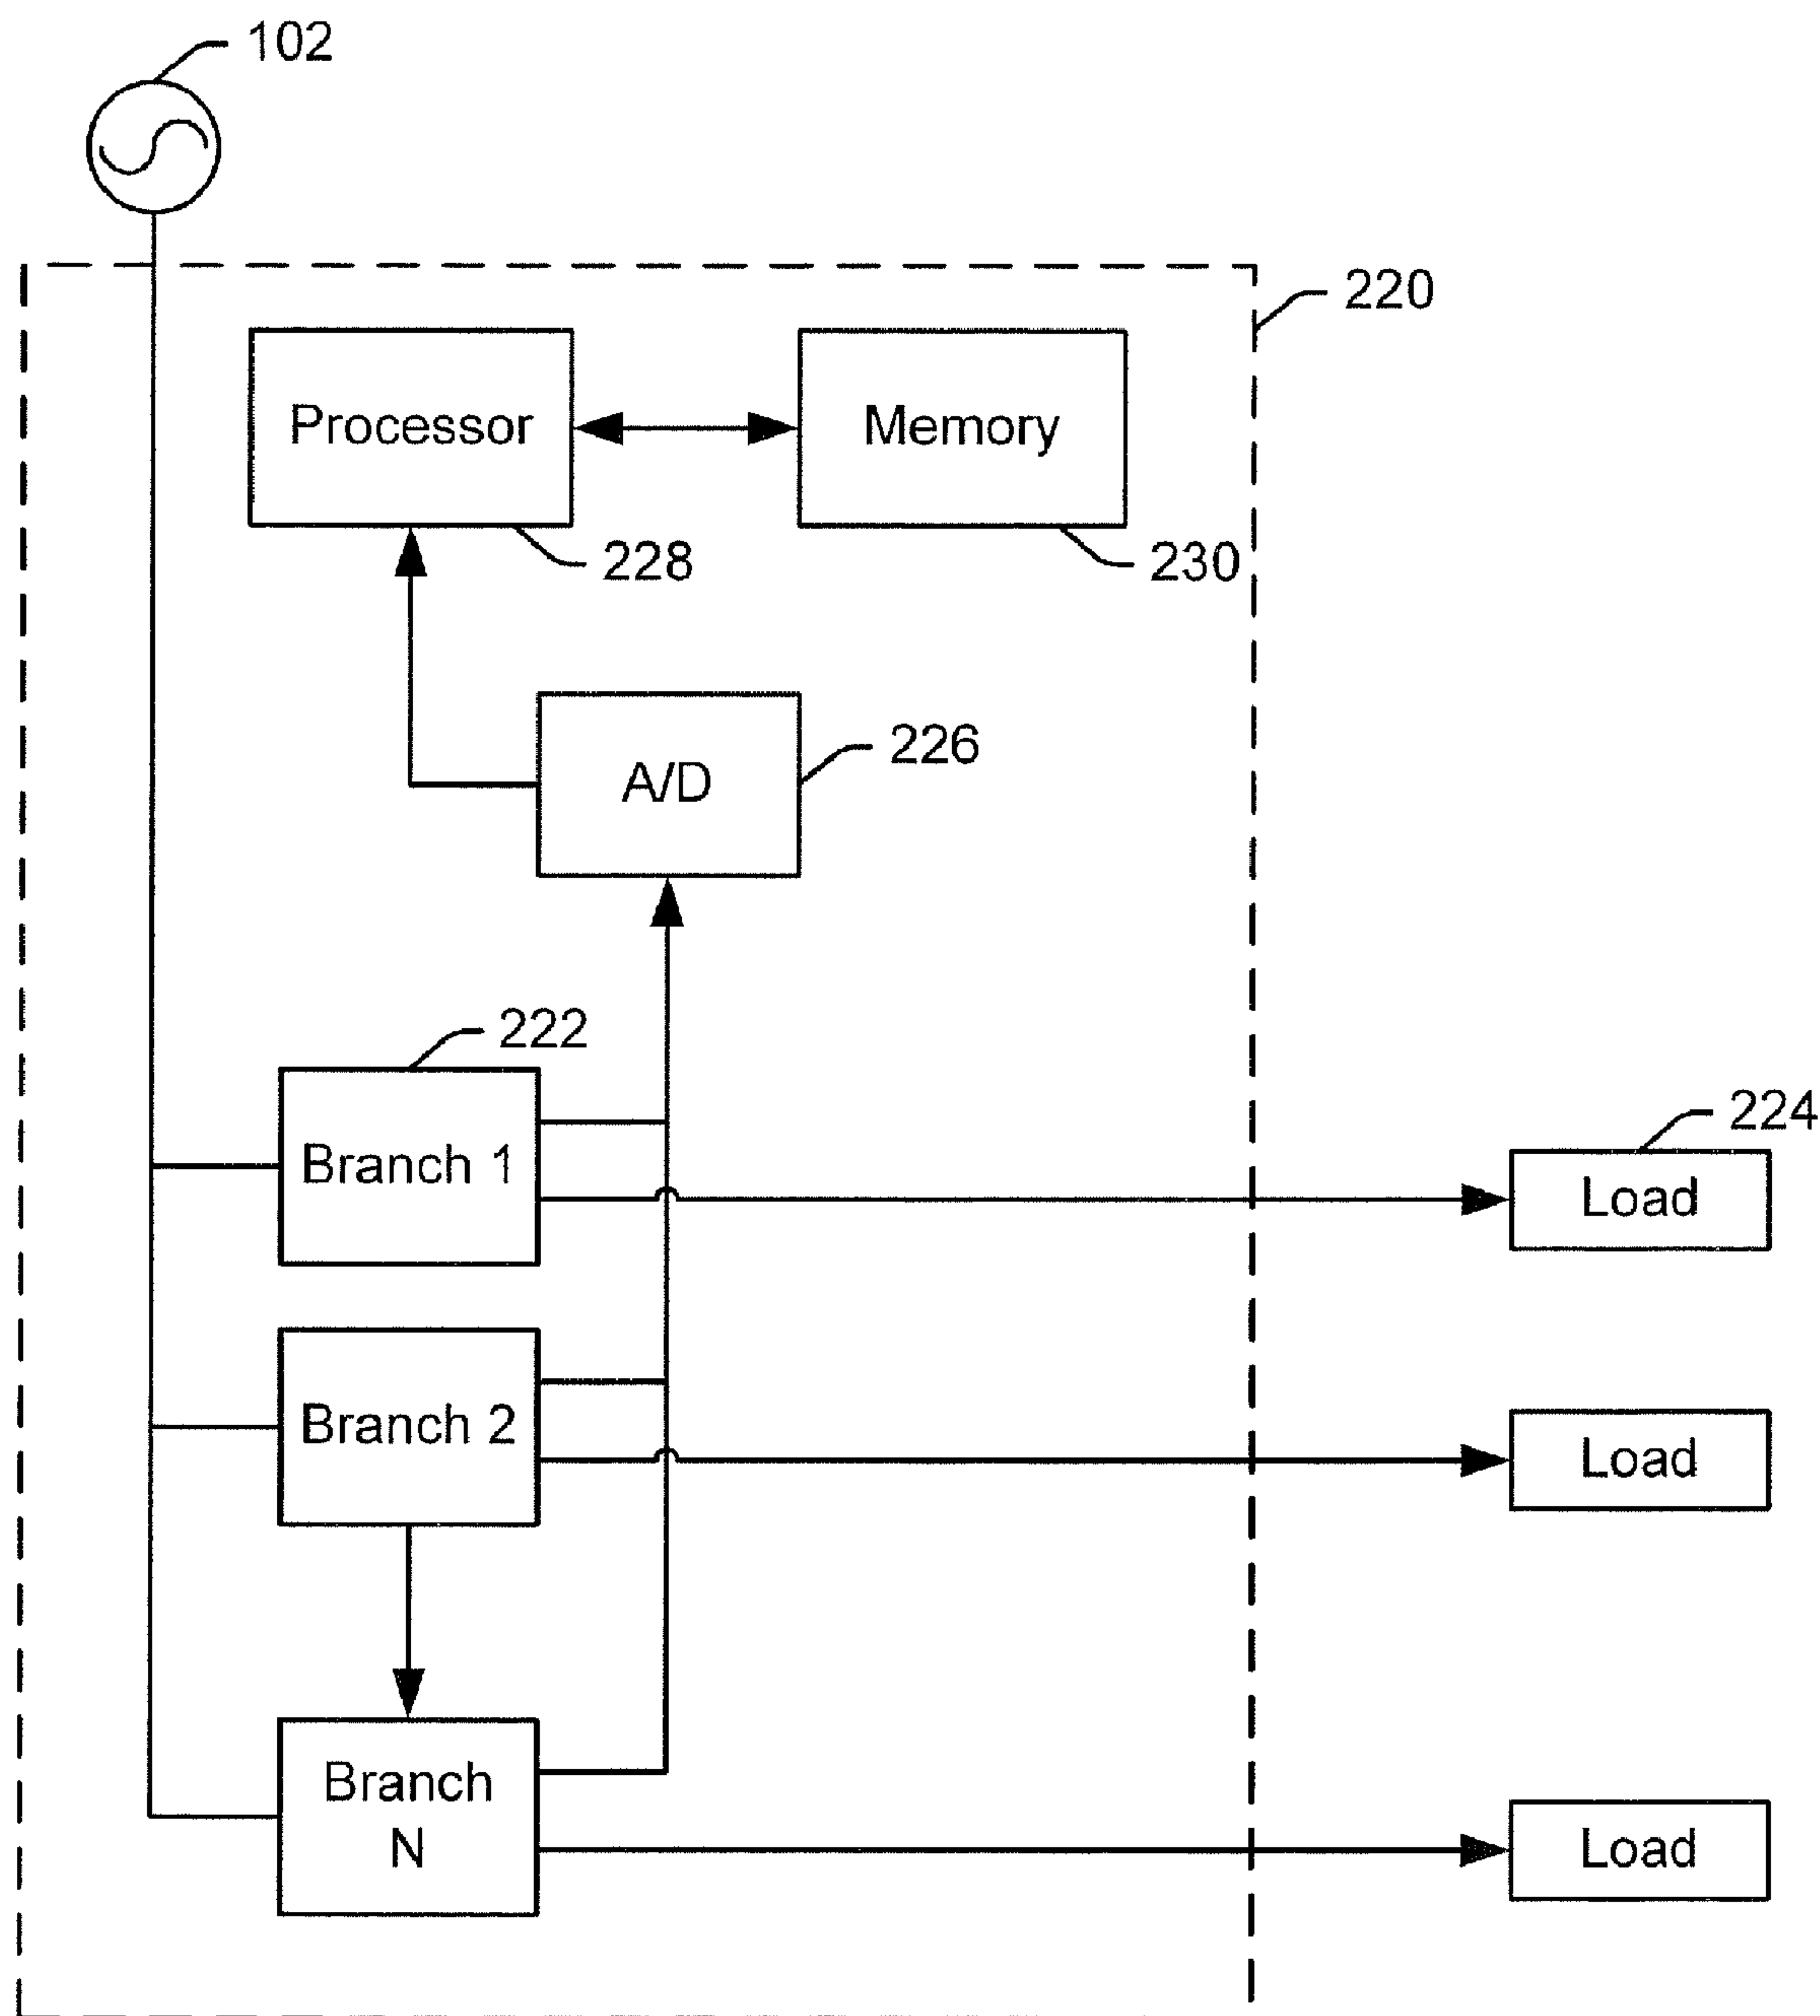 102
220
Processor
Memory
228
230
226
A/D
222
Branch 1
224
Load
Branch 2
Load
Branch
N
Load